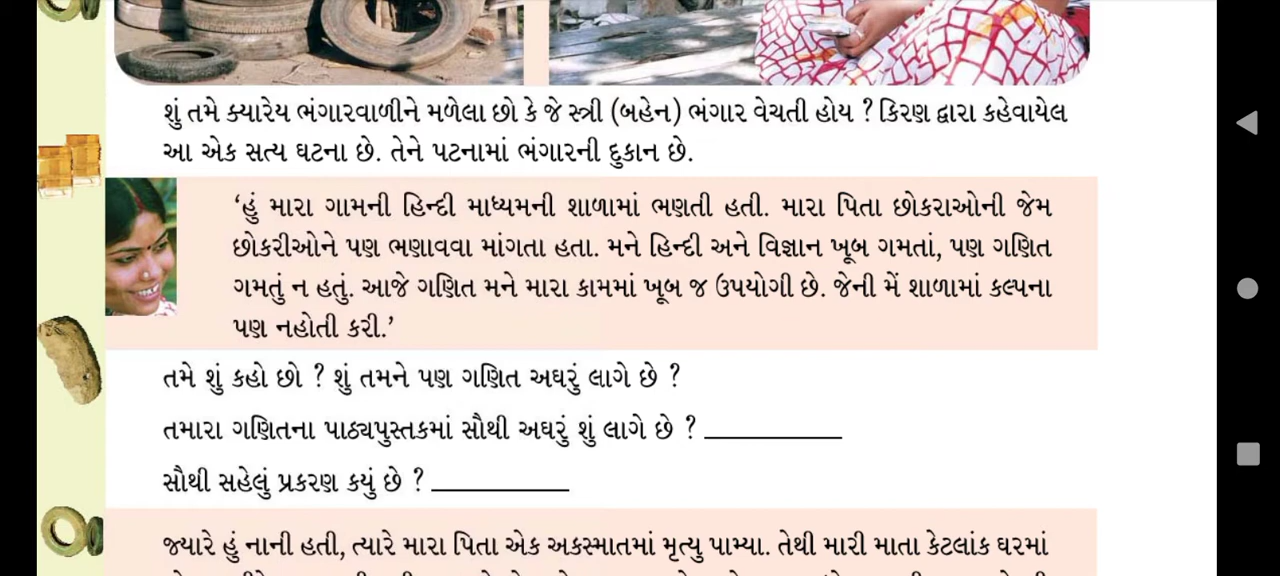 શું તમે ક્યારેય ભંગારવાળીને મળેલા છો કે જે સ્ત્રી (બહેન) ભંગાર વેચતી હોય ? કિરણ દ્વારા કહેવાયેલ
આ એક સત્ય ઘટના છે. તેને પટનામાં ભંગારની દુકાન છે.
‘હું મારા ગામની હિન્દી માધ્યમની શાળામાં ભણતી હતી. મારા પિતા છોકરાઓની જેમ
છોકરીઓને પણ ભણાવવા માંગતા હતા. મને હિન્દી અને વિજ્ઞાન ખૂબ ગમતાં, પણ ગણિત
ગમતું ન હતું. આજે ગણિત મને મારા કામમાં ખૂબ જ ઉપયોગી છે. જેની મેં શાળામાં કલ્પના
પણ નહોતી કરી.’
તમે શું કહો છો ? શું તમને પણ ગણિત અઘરું લાગે છે ?
તમારા ગણિતના પાઠ્યપુસ્તકમાં સૌથી અઘરું શું લાગે છે ? ____________
સૌથી સહેલું પ્રકરણ કયું છે ? ____________
જ્યારે હું નાની હતી, ત્યારે મારા પિતા એક અકસ્માતમાં મૃત્યુ પામ્યા. તેથી મારી માતા કેટલાંક ઘરમાં